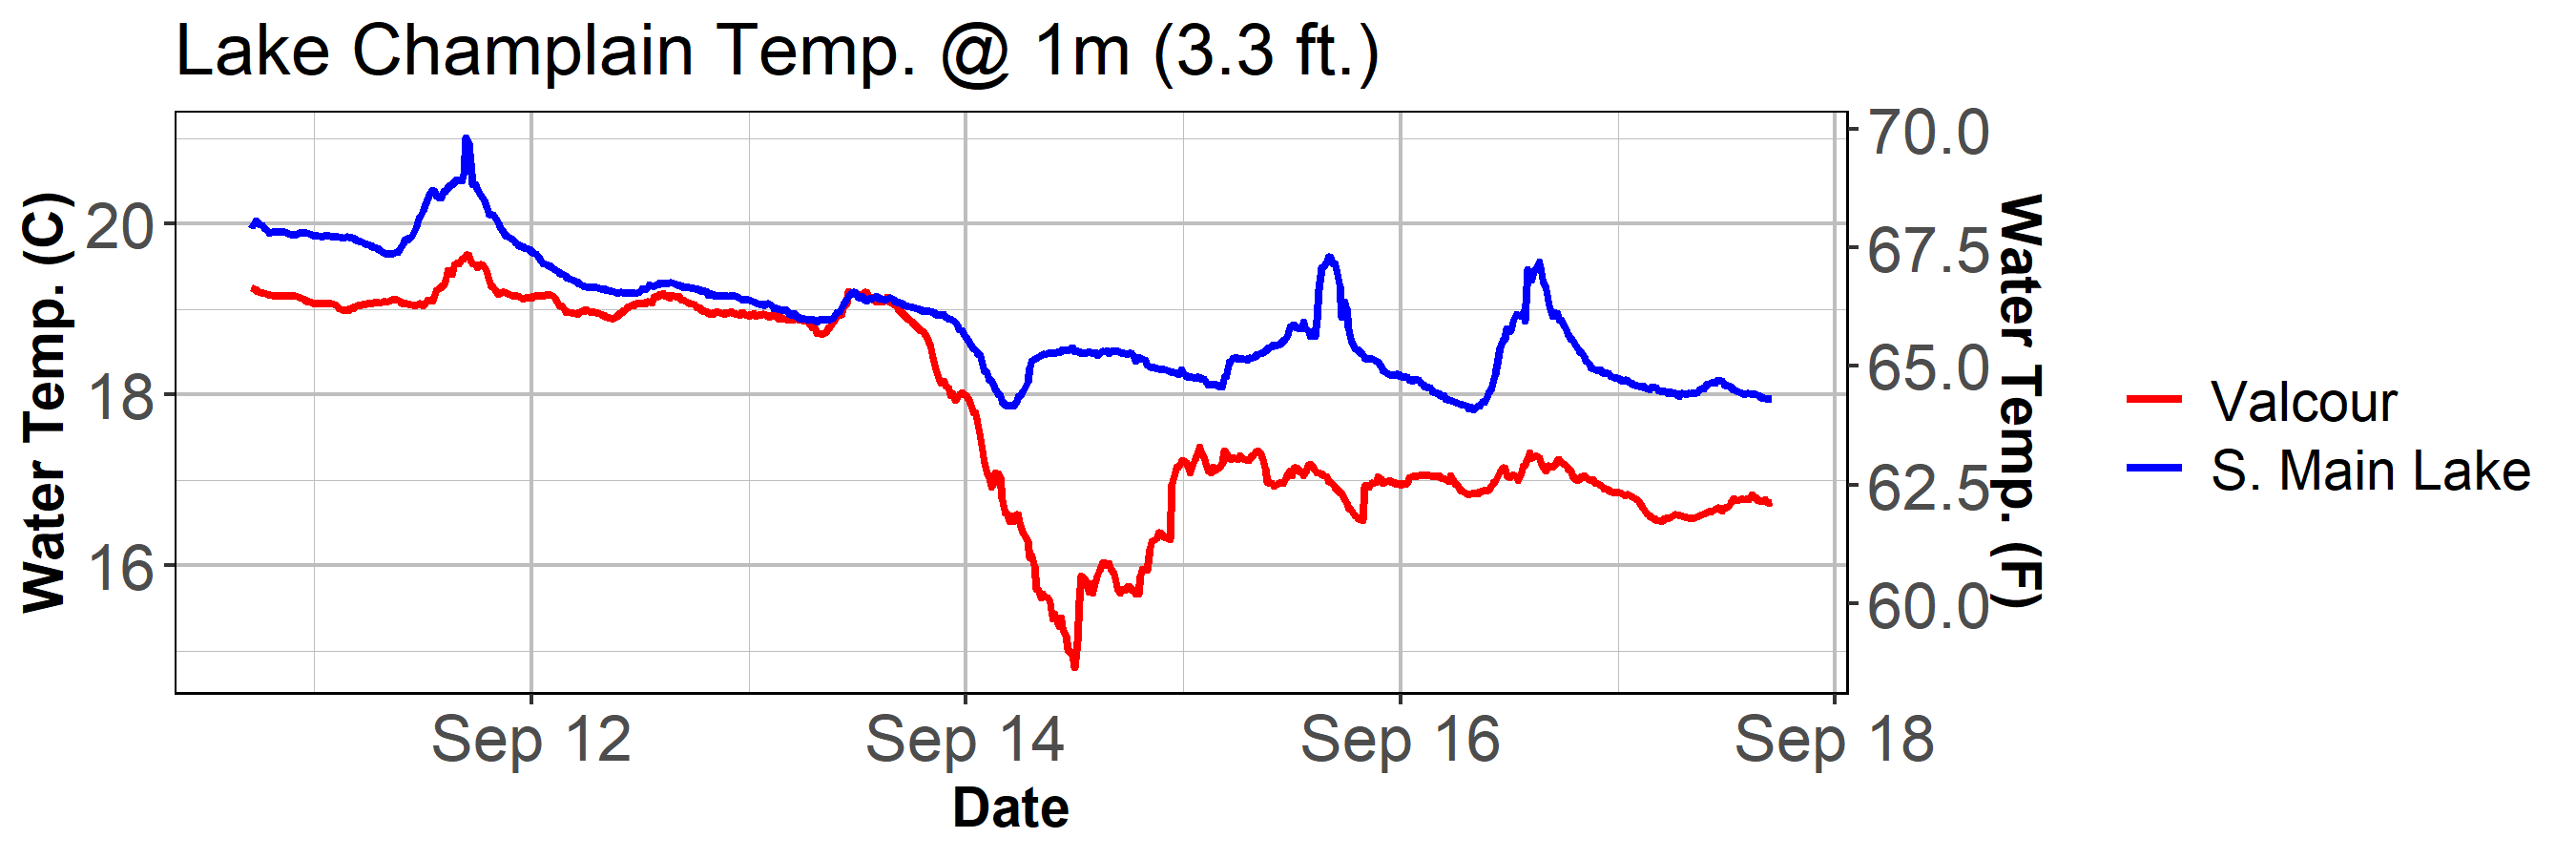 Lake Champlain Temp. @ 1m (3.3 ft.)
Water Temp. (C)
20
18
16
70.0
67.5
65.0
62.5
60.0
Water Temp. (F)
Sep 12
Sep 14
Sep 16
Sep 18
Date
Valcour
S. Main Lake